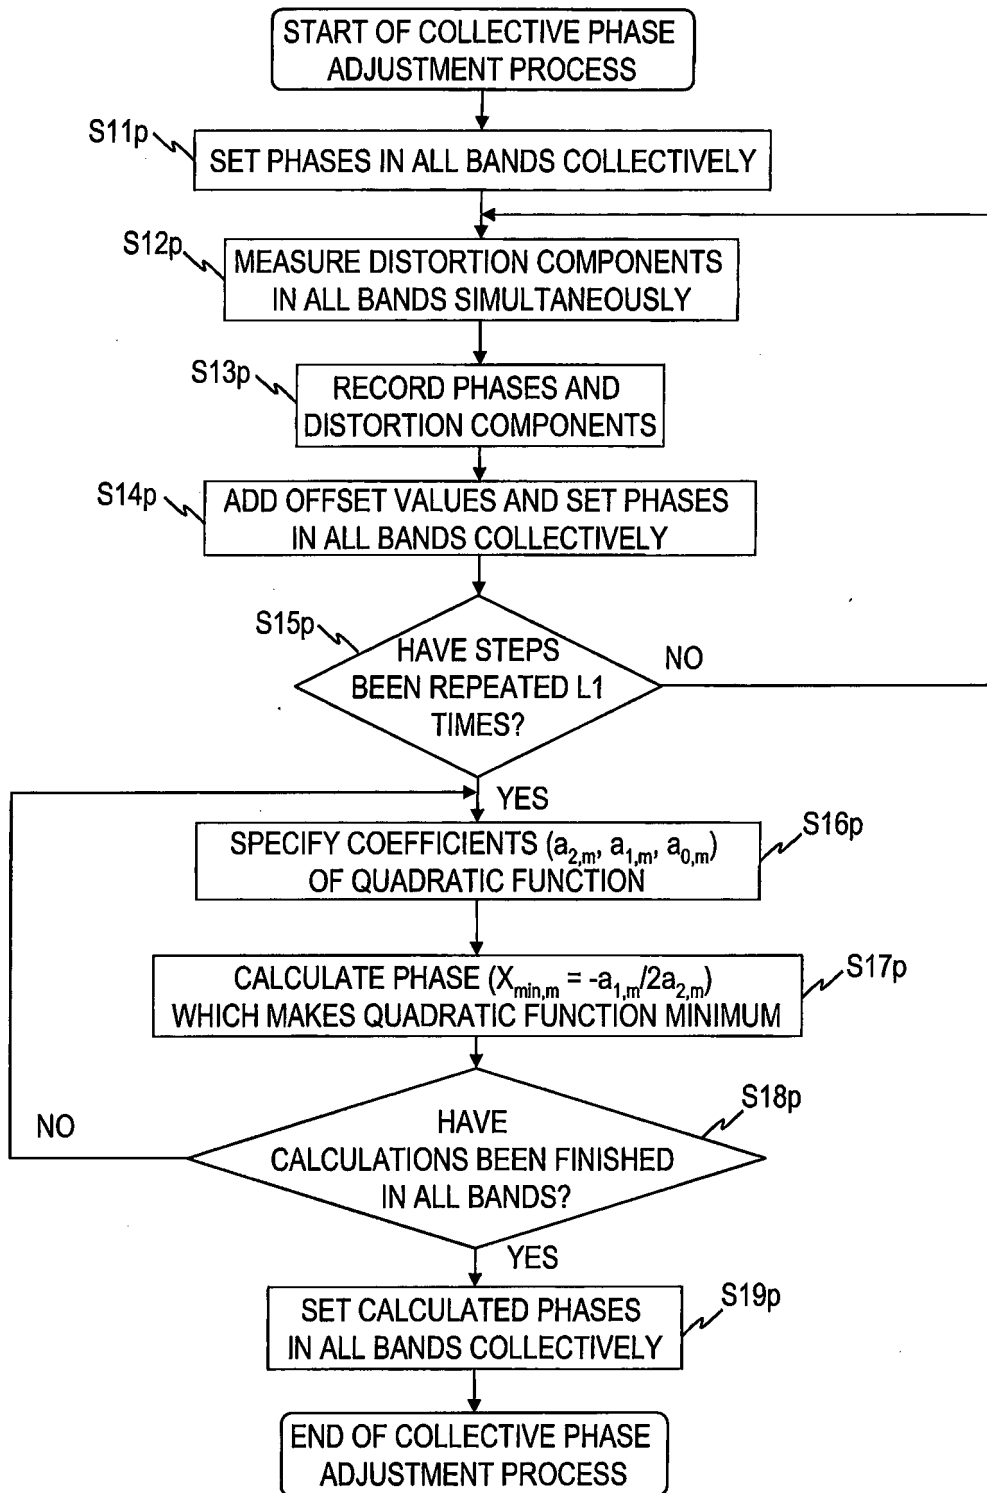 START OF COLLECTIVE PHASE
ADJUSTMENT PROCESS
S11p
SET PHASES IN ALL BANDS COLLECTIVELY
S12p
MEASURE DISTORTION COMPONENTS
IN ALL BANDS SIMULTANEOUSLY
S13p
RECORD PHASES AND
DISTORTION COMPONENTS
S14p
ADD OFFSET VALUES AND SET PHASES
IN ALL BANDS COLLECTIVELY
S15p
HAVE STEPS
BEEN REPEATED L1
TIMES?
NO
YES
S16p
SPECIFY COEFFICIENTS (a2,m, a1,m, a0,m)
OF QUADRATIC FUNCTION
S17p
CALCULATE PHASE (Xmin,m = -a1,m/2a2,m)
WHICH MAKES QUADRATIC FUNCTION MINIMUM
S18p
HAVE
CALCULATIONS BEEN FINISHED
IN ALL BANDS?
NO
YES
S19p
SET CALCULATED PHASES
IN ALL BANDS COLLECTIVELY
END OF COLLECTIVE PHASE
ADJUSTMENT PROCESS